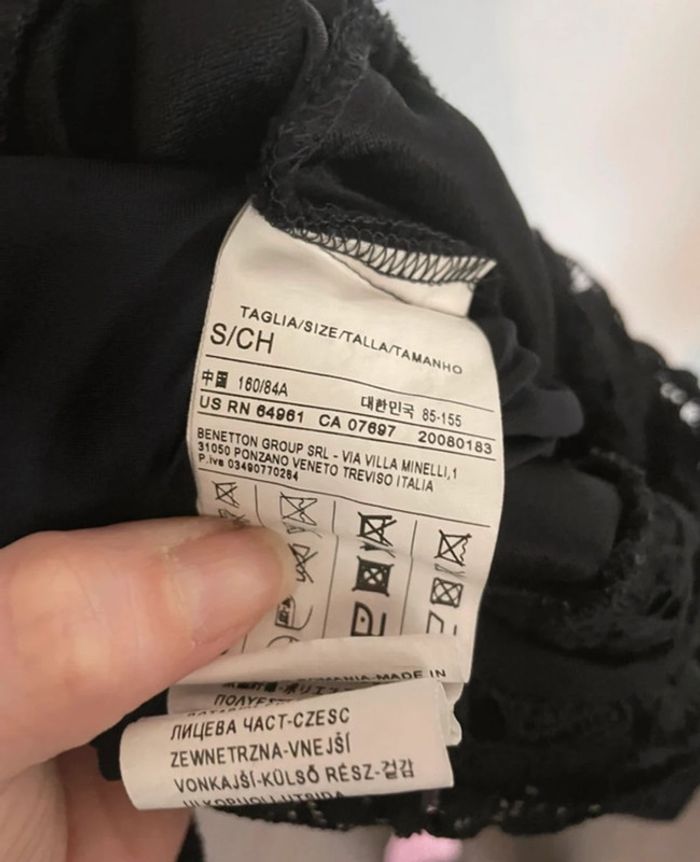 TAGLIA/SIZE/TALLA/TAMANHO
S/CH
中国 160/84A 대한민국 85-155
US RN 64961 CA 07697 20080183
BENETTON GROUP SRL - VIA VILLA MINELLI,1
31050 PONZANO VENETO TREVISO ITALIA
P.iva 03490770264
-MADE IN
ЛИЦЕВА ЧАСТ-CZESC
ZEWNETRZNA-VNEJŠÍ
VONKAJŠÍ-KÜLSŐ RÉSZ-겉감